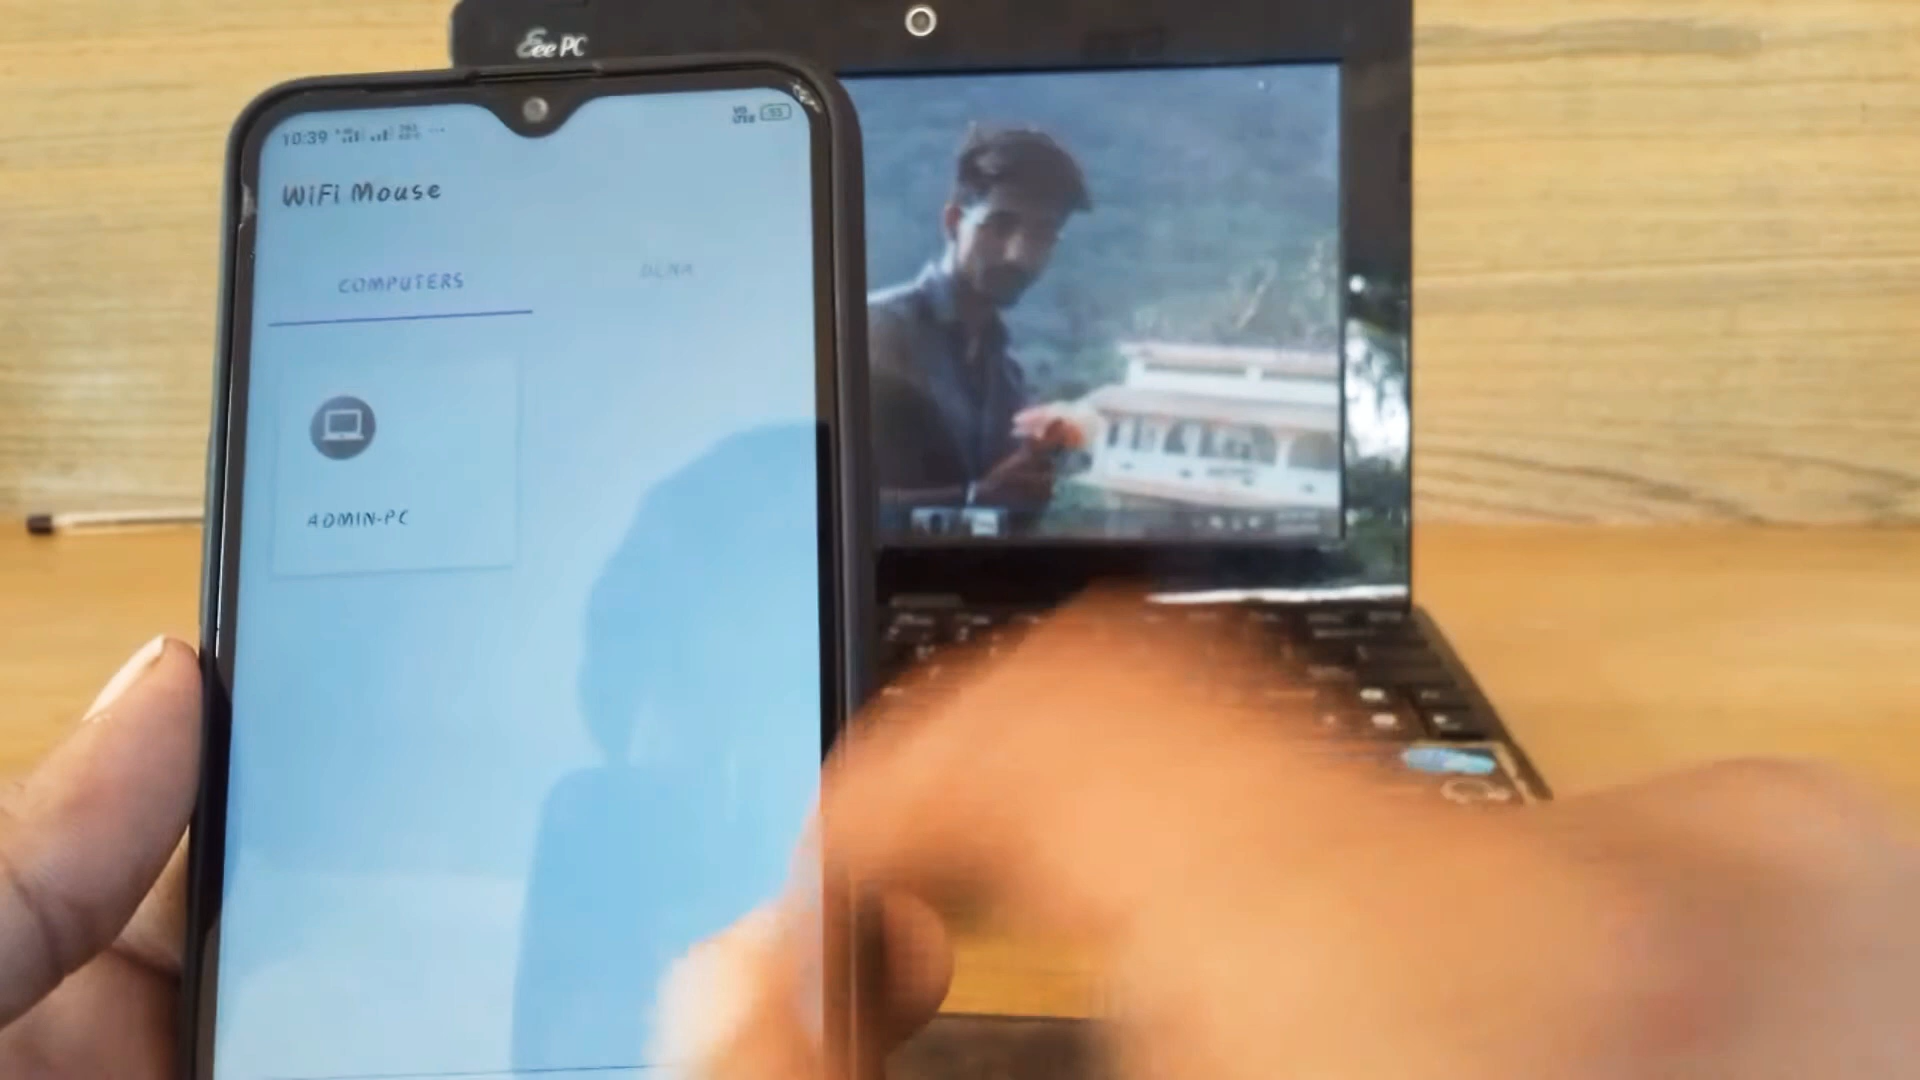 Eee PC
10:39
WiFi Mouse
COMPUTERS
DLNA
ADMIN-PC